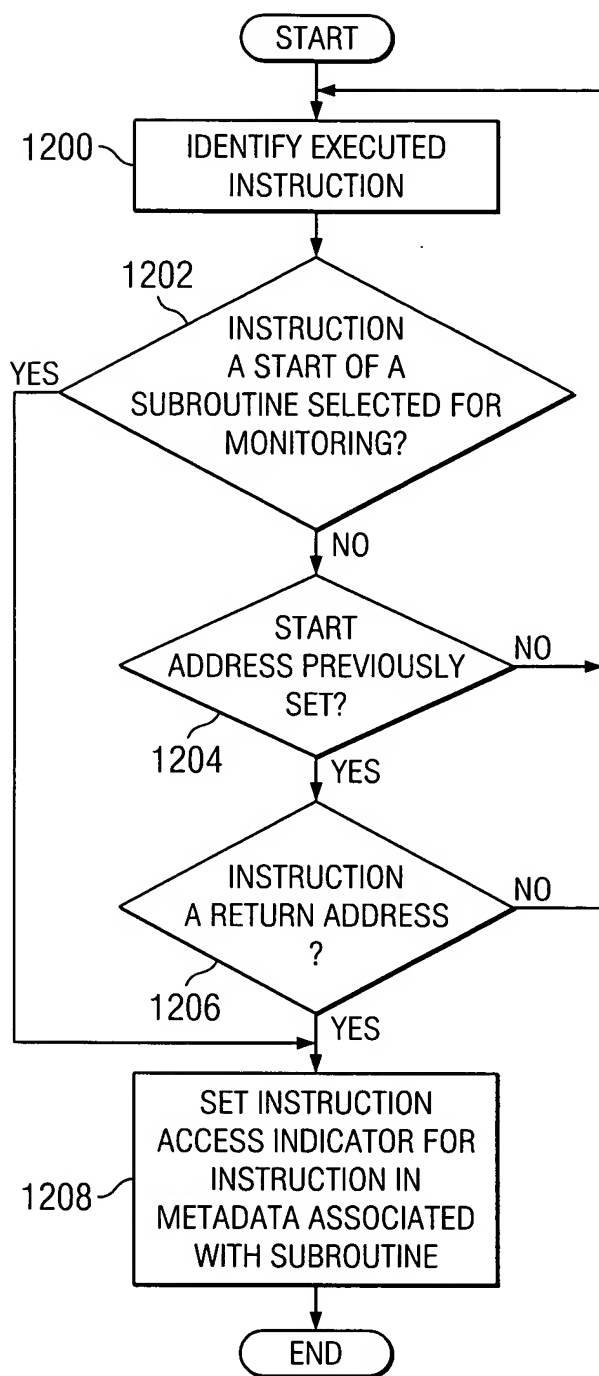 START
1200
IDENTIFY EXECUTED
INSTRUCTION
1202
INSTRUCTION
A START OF A
SUBROUTINE SELECTED FOR
MONITORING?
YES
NO
START
ADDRESS PREVIOUSLY
SET?
NO
1204
YES
INSTRUCTION
A RETURN ADDRESS
?
NO
1206
YES
1208
SET INSTRUCTION
ACCESS INDICATOR FOR
INSTRUCTION IN
METADATA ASSOCIATED
WITH SUBROUTINE
END